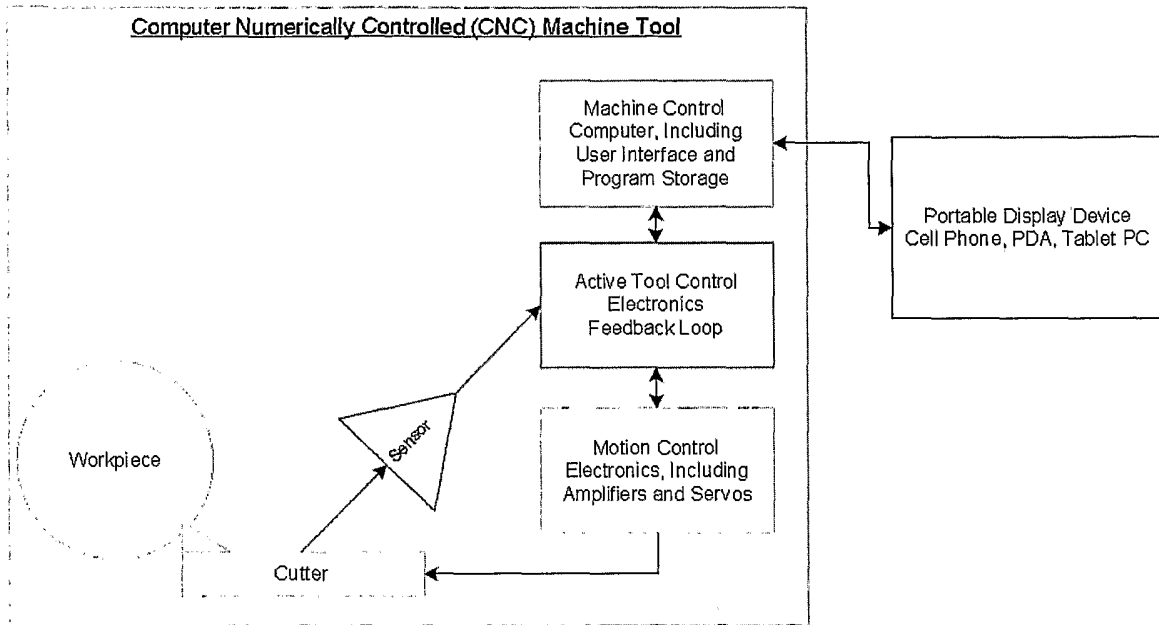 Computer Numerically Controlled (CNC) Machine Tool
Machine Control
Computer, Including
User Interface and
Program Storage
Portable Display Device
Cell Phone, PDA, Tablet PC
Active Tool Control
Electronics
Feedback Loop
Sensor
Workpiece
Motion Control
Electronics, Including
Amplifiers and Servos
Cutter